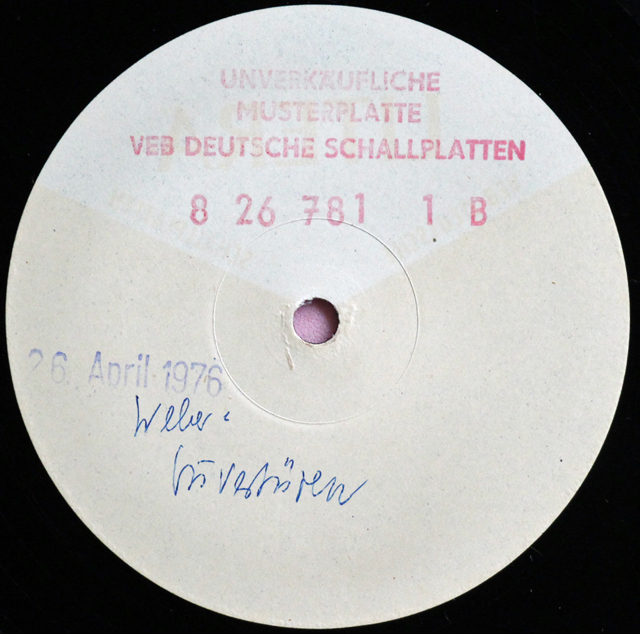 UNVERKÄUFLICHE
MUSTERPLATTE
VEB DEUTSCHE SCHALLPLATTEN
8 26 781 1 B
26. April 1976
Weber.
Ouvertüren